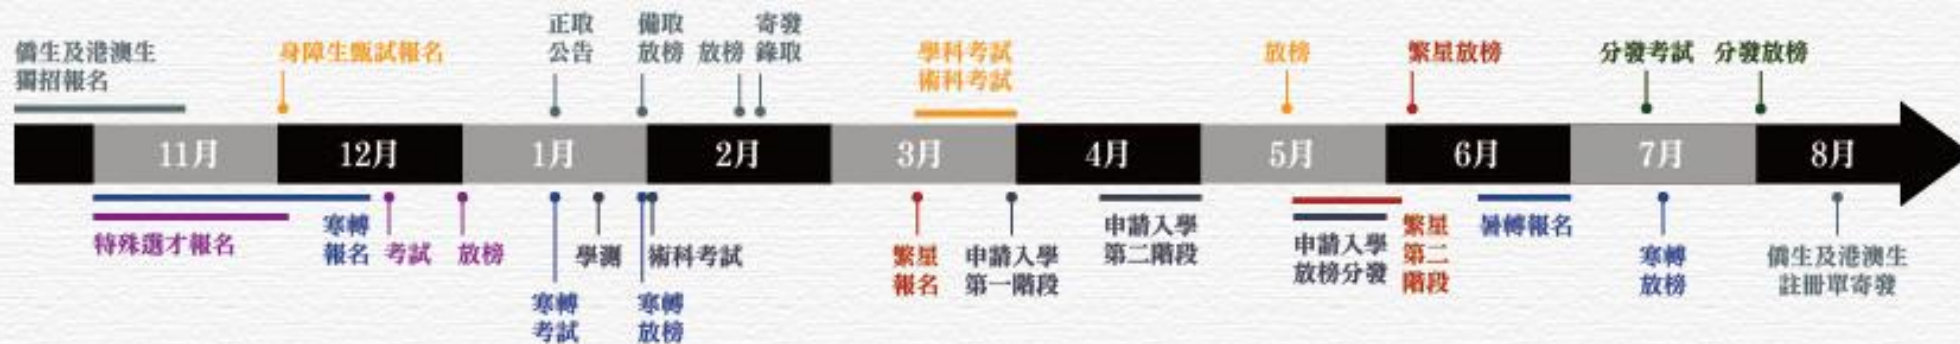 僑生及港澳生
獨招報名
身障生甄試報名
正取
公告
備取
放榜
放榜
寄發
錄取
學科考試
術科考試
放榜
繁星放榜
分發考試
分發放榜
11月
12月
1月
2月
3月
4月
5月
6月
7月
8月
特殊選才報名
寒轉
報名
考試
放榜
寒轉
考試
學測
寒轉
放榜
術科考試
繁星
報名
申請入學
第一階段
申請入學
第二階段
申請入學
放榜分發
繁星
第二
階段
暑轉報名
寒轉
放榜
僑生及港澳生
註冊單寄發